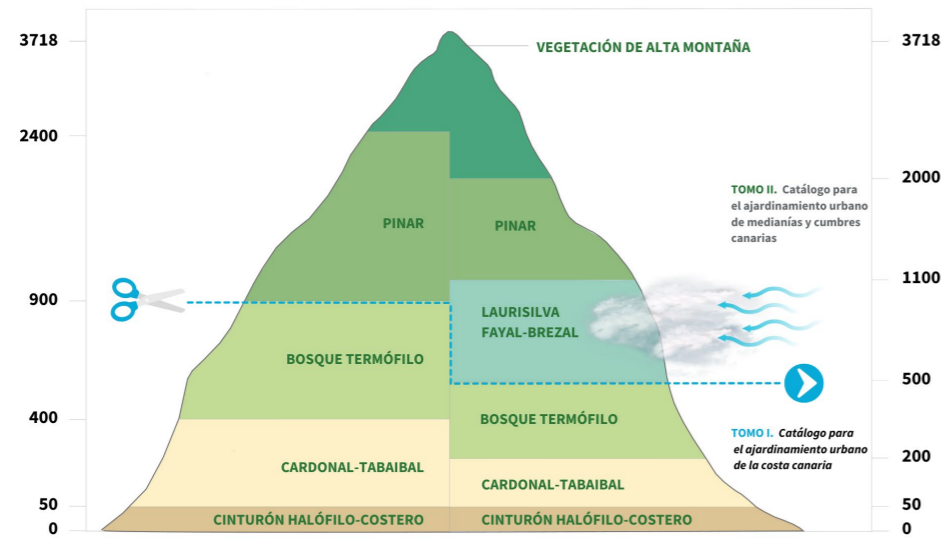 3718
3718
VEGETACIÓN DE ALTA MONTAÑA
2400
2000
TOMO II. Catálogo para
el ajardinamiento urbano
de medianías y cumbres
canarias
PINAR
PINAR
1100
900
LAURISILVA
FAYAL-BREZAL
BOSQUE TERMÓFILO
500
400
BOSQUE TERMÓFILO
TOMO I. Catálogo para
el ajardinamiento urbano
de la costa canaria
200
CARDONAL-TABAIBAL
CARDONAL-TABAIBAL
50
50
CINTURÓN HALÓFILO-COSTERO
CINTURÓN HALÓFILO-COSTERO
0
0